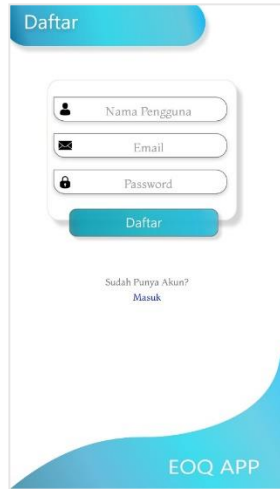 Daftar
Nama Pengguna
Email
Password
Daftar
Sudah Punya Akun?
Masuk
EOQ APP